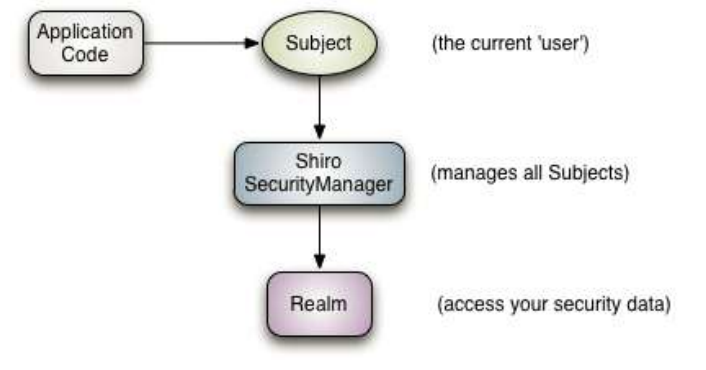 Application
Code
Subject
(the current 'user')
Shiro
SecurityManager
(manages all Subjects)
Realm
(access your security data)